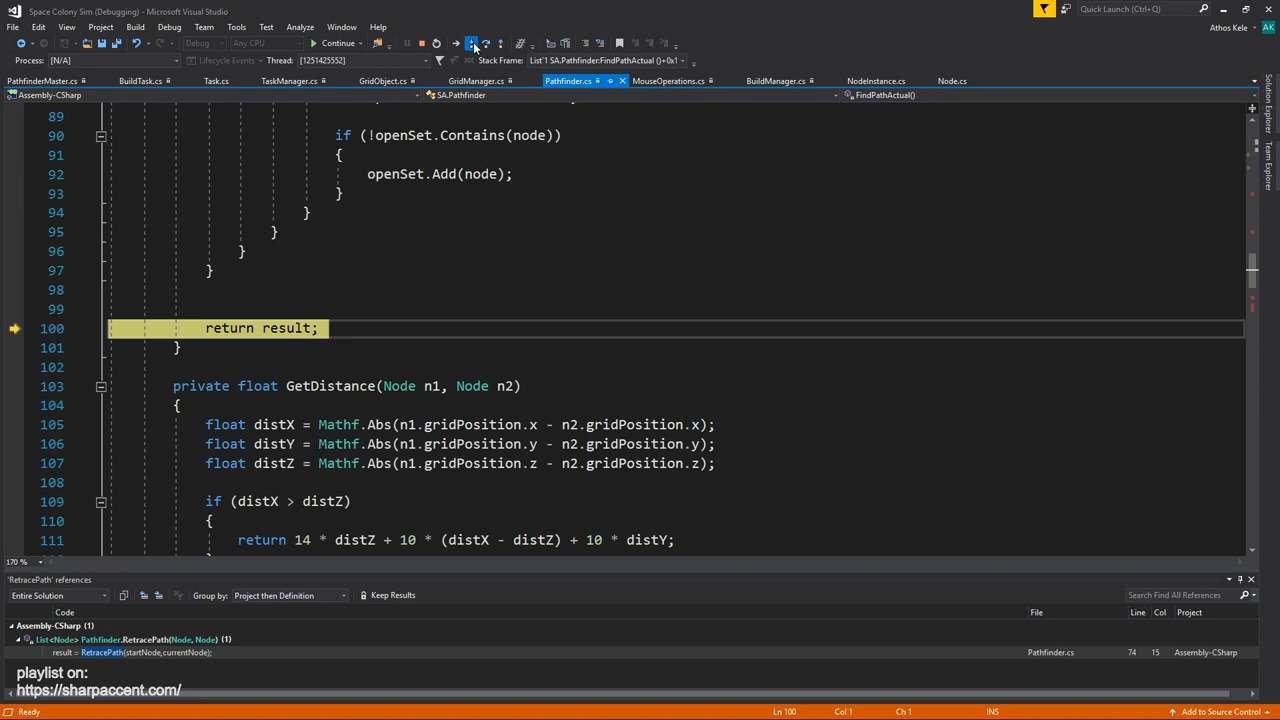 Space Colony Sim (Debugging) - Microsoft Visual Studio
Quick Launch (Ctrl+Q)
File Edit View Project Build Debug Team Tools Test Analyze Window Help
Athos Kele AK
Debug Any CPU Continue
Process: [N/A] Lifecycle Events Thread: [1251425552] Stack Frame: List`1 SA.Pathfinder:FindPathActual ()+0x1
PathfinderMaster.cs BuildTask.cs Task.cs GridObject.cs GridManager.cs Pathfinder.cs MouseOperations.cs BuildManager.cs NodeInstance.cs Node.cs
Assembly-CSharp SA.Pathfinder FindPathActual()
Solution Explorer
Team Explorer
89
90 if (!openSet.Contains(node))
91 {
92 openSet.Add(node);
93 }
94 }
95 }
96 }
97 }
98
99
100 return result;
101 }
102
103 private float GetDistance(Node n1, Node n2)
104 {
105 float distX = Mathf.Abs(n1.gridPosition.x - n2.gridPosition.x);
106 float distY = Mathf.Abs(n1.gridPosition.y - n2.gridPosition.y);
107 float distZ = Mathf.Abs(n1.gridPosition.z - n2.gridPosition.z);
108
109 if (distX > distZ)
110 {
111 return 14 * distZ + 10 * (distX - distZ) + 10 * distY;
170 %
'RetracePath' references
Entire Solution Group by: Project then Definition Keep Results Search Find All References
Code File Line Col Project
Assembly-CSharp (1)
List<Node> Pathfinder.RetracePath(Node, Node) (1)
result = RetracePath(startNode,currentNode); Pathfinder.cs 74 15 Assembly-CSharp
playlist on:
https://sharpaccent.com/
Ready Ln 100 Col 1 Ch 1 INS Add to Source Control